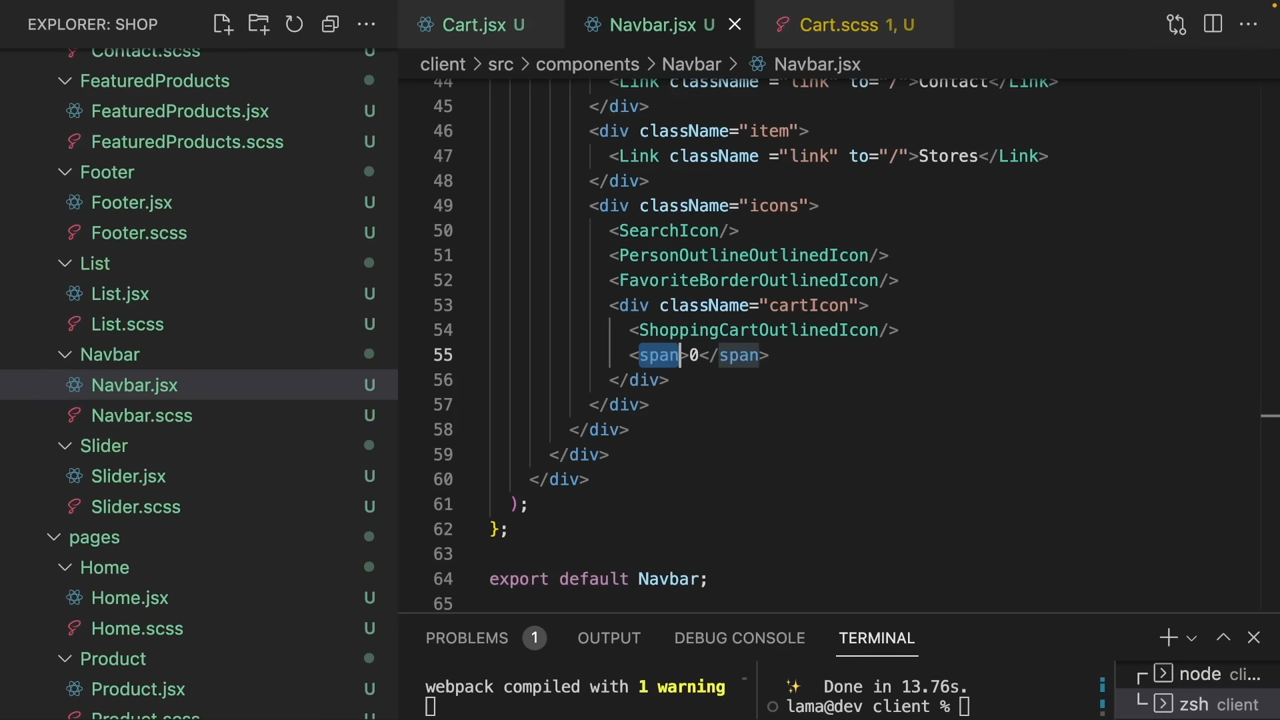 EXPLORER: SHOP
Contact.scss U
FeaturedProducts
FeaturedProducts.jsx U
FeaturedProducts.scss U
Footer
Footer.jsx U
Footer.scss U
List
List.jsx U
List.scss U
Navbar
Navbar.jsx U
Navbar.scss U
Slider
Slider.jsx U
Slider.scss U
pages
Home
Home.jsx U
Home.scss U
Product
Product.jsx U
Product.scss U
Cart.jsx U
Navbar.jsx U
Cart.scss 1, U
client > src > components > Navbar > Navbar.jsx
44 <Link className ="link" to="/">Contact</Link>
45 </div>
46 <div className="item">
47 <Link className ="link" to="/">Stores</Link>
48 </div>
49 <div className="icons">
50 <SearchIcon/>
51 <PersonOutlineOutlinedIcon/>
52 <FavoriteBorderOutlinedIcon/>
53 <div className="cartIcon">
54 <ShoppingCartOutlinedIcon/>
55 <span>0</span>
56 </div>
57 </div>
58 </div>
59 </div>
60 </div>
61 );
62 };
63
64 export default Navbar;
65
PROBLEMS 1 OUTPUT DEBUG CONSOLE TERMINAL
webpack compiled with 1 warning
✨ Done in 13.76s.
lama@dev client %
node cli...
zsh client